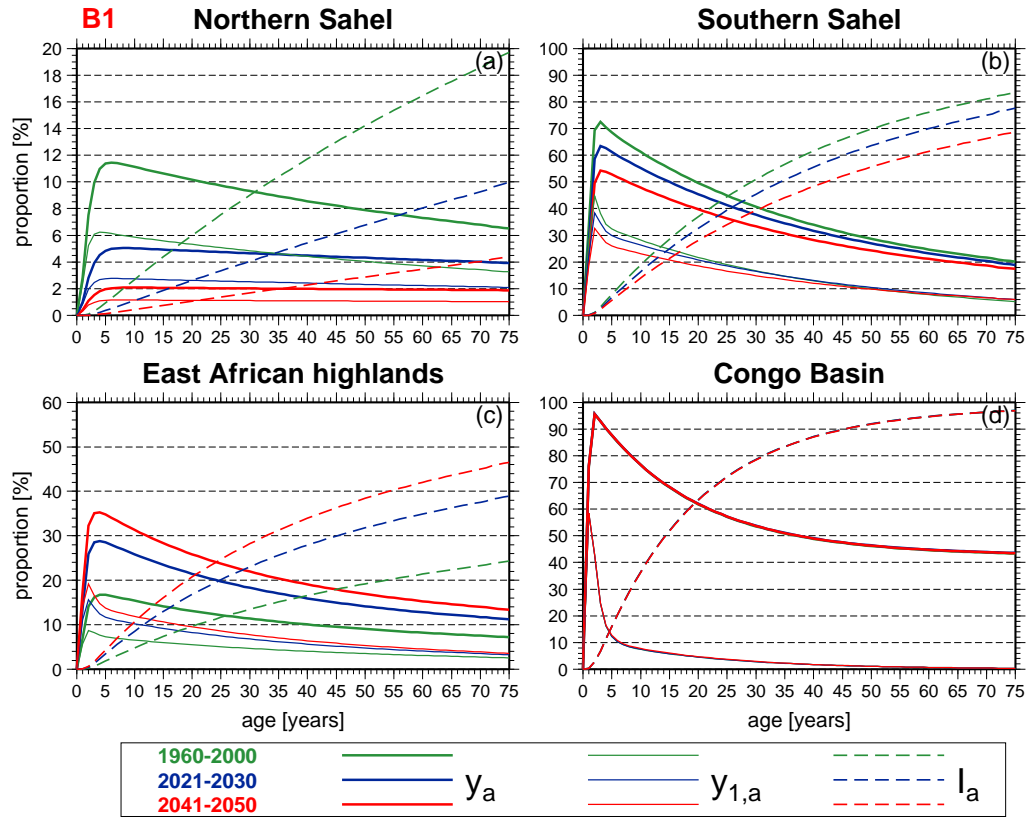 B1
Northern Sahel
Southern Sahel
(a)
(b)
proportion [%]
0 2 4 6 8 10 12 14 16 18 20
0 5 10 15 20 25 30 35 40 45 50 55 60 65 70 75
0 10 20 30 40 50 60 70 80 90 100
0 5 10 15 20 25 30 35 40 45 50 55 60 65 70 75
East African highlands
Congo Basin
(c)
(d)
proportion [%]
0 10 20 30 40 50 60
0 5 10 15 20 25 30 35 40 45 50 55 60 65 70 75
0 10 20 30 40 50 60 70 80 90 100
0 5 10 15 20 25 30 35 40 45 50 55 60 65 70 75
age [years]
age [years]
1960-2000
2021-2030
2041-2050
y_a
y_1,a
I_a